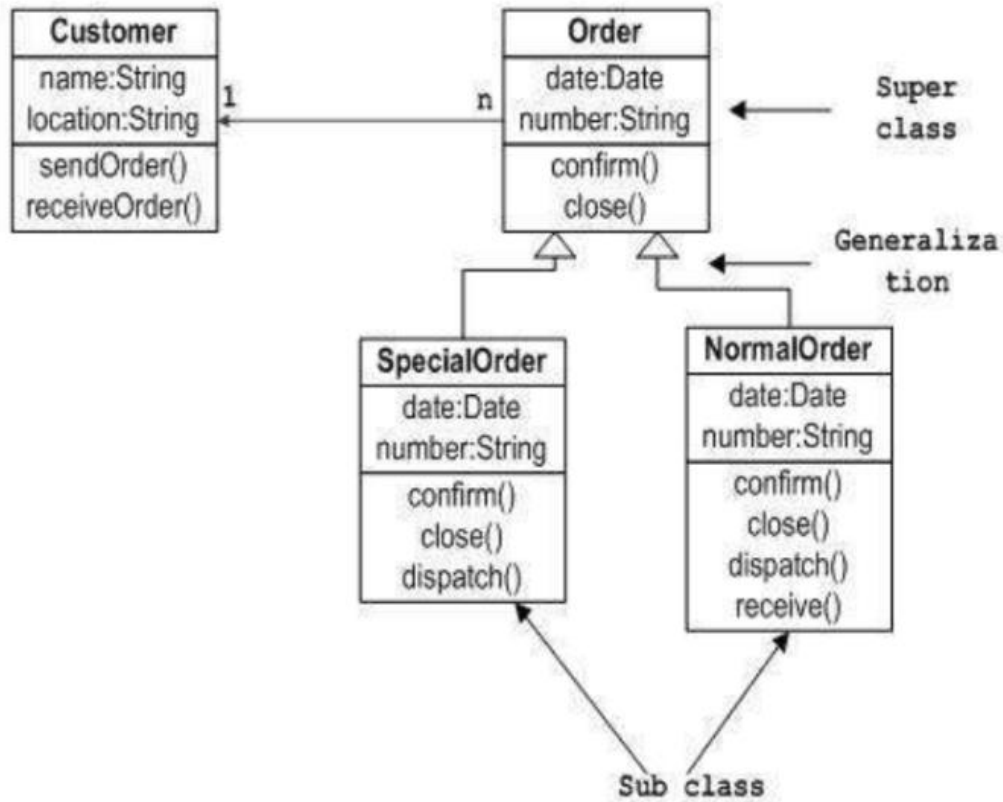 Customer
name:String
location:String
sendOrder()
receiveOrder()
1
n
Order
date:Date
number:String
confirm()
close()
Super
class
Generaliza
tion
SpecialOrder
date:Date
number:String
confirm()
close()
dispatch()
NormalOrder
date:Date
number:String
confirm()
close()
dispatch()
receive()
Sub class